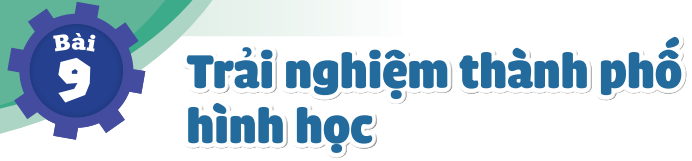 Bài
9
Trải nghiệm thành phố
hình học